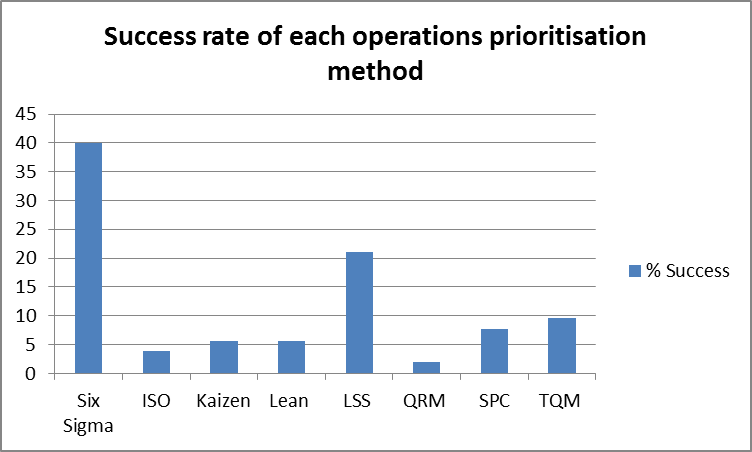 Success rate of each operations prioritisation
method
45
40
35
30
25
20
15
10
5
0
Six
Sigma
ISO
Kaizen
Lean
LSS
QRM
SPC
TQM
% Success